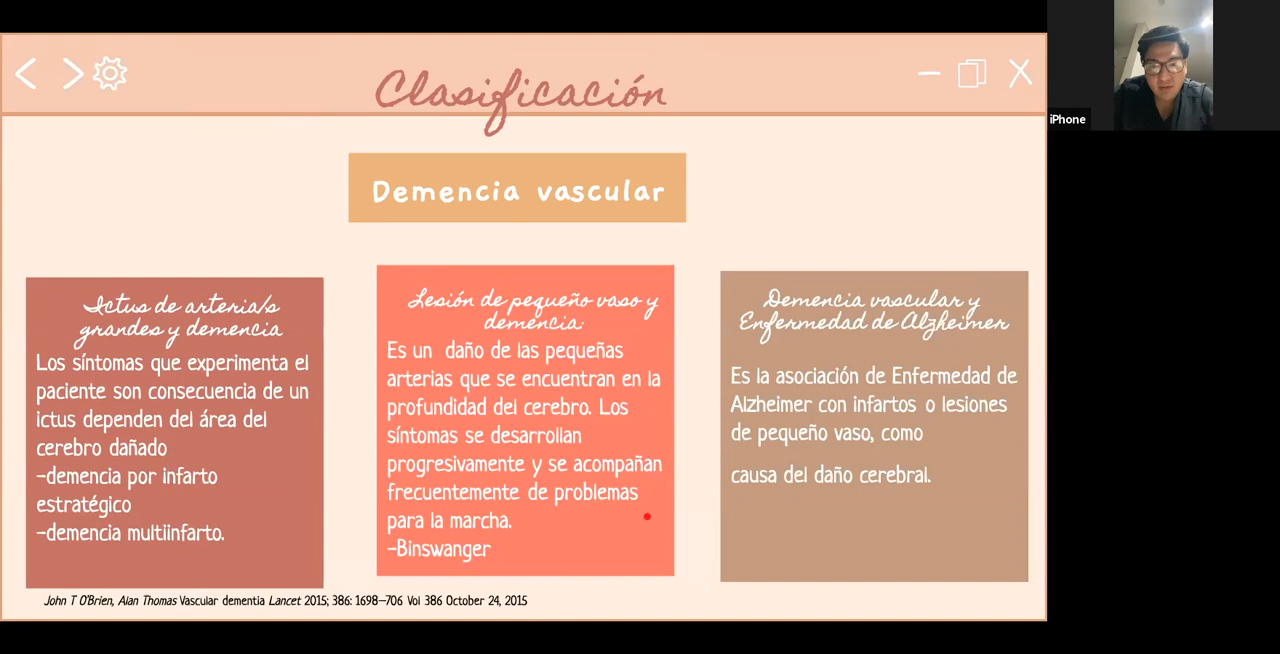 Clasificación
Demencia vascular
Ictus de arteria/s
grandes y demencia
Los síntomas que experimenta el
paciente son consecuencia de un
ictus dependen del área del
cerebro dañado
-demencia por infarto
estratégico
-demencia multiinfarto.
Lesión de pequeño vaso y
demencia:
Es un daño de las pequeñas
arterias que se encuentran en la
profundidad del cerebro. Los
síntomas se desarrollan
progresivamente y se acompañan
frecuentemente de problemas
para la marcha.
-Binswanger
Demencia vascular y
Enfermedad de Alzheimer
Es la asociación de Enfermedad de
Alzheimer con infartos o lesiones
de pequeño vaso, como
causa del daño cerebral.
John T O'Brien, Alan Thomas Vascular dementia Lancet 2015; 386: 1698–706 Vol 386 October 24, 2015
iPhone